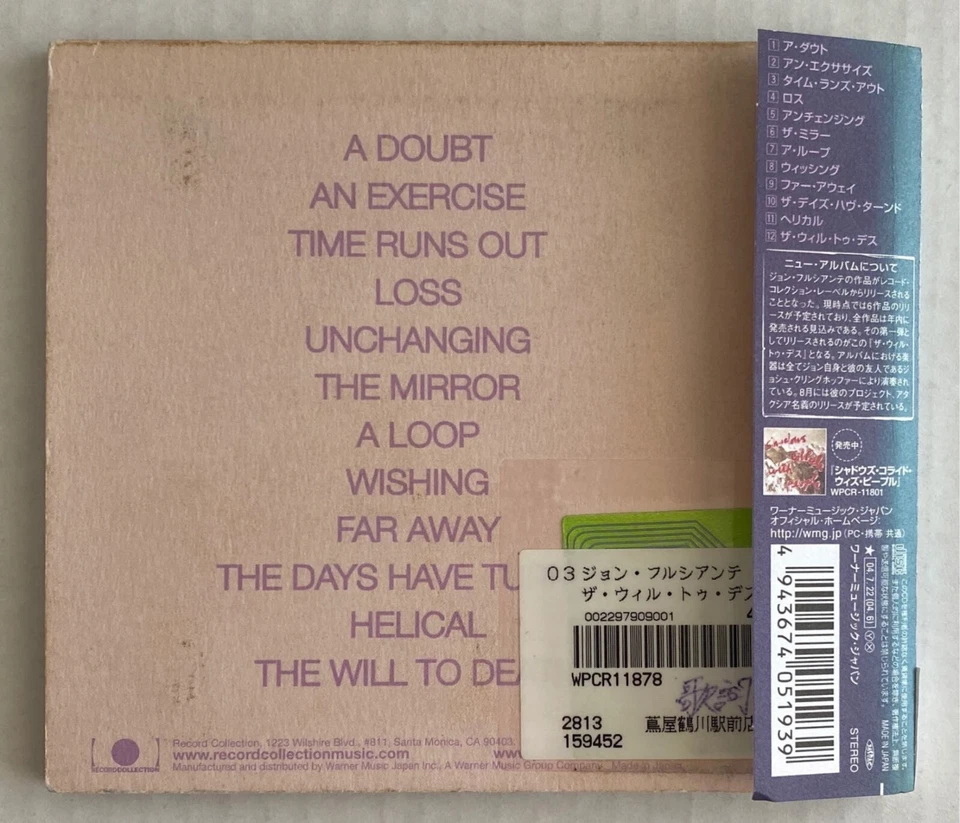 A DOUBT
AN EXERCISE
TIME RUNS OUT
LOSS
UNCHANGING
THE MIRROR
A LOOP
WISHING
FAR AWAY
THE DAYS HAVE TU
HELICAL
THE WILL TO DEA
RECORDCOLLECTION
Record Collection, 1223 Wilshire Blvd., #811, Santa Monica, CA 90403.
www.recordcollectionmusic.com
Manufactured and distributed by Warner Music Japan Inc., A Warner Music Group Company. Made in Japan.
03 ジョン・フルシアンテ
ザ・ウィル・トゥ・デス
002297909001
WPCR11878
2813 蔦屋鶴川駅前店
159452
1 ア・ダウト
2 アン・エクササイズ
3 タイム・ランズ・アウト
4 ロス
5 アンチェンジング
6 ザ・ミラー
7 ア・ループ
8 ウィッシング
9 ファー・アウェイ
10 ザ・デイズ・ハヴ・ターンド
11 ヘリカル
12 ザ・ウィル・トゥ・デス
ニュー・アルバムについて
ジョン・フルシアンテの作品がレコード・
コレクション・レーベルからリリースされる
こととなった。現時点では6作品のリリ
ースが予定されており、全作品は年内に
発売される見込みである。その第一弾と
してリリースされるのがこの『ザ・ウィル・
トゥ・デス』となる。アルバムにおける楽
器は全てジョン自身と彼の友人であるジ
ョシュ・クリングホッファーにより演奏され
ている。8月には彼のプロジェクト、アタ
クシア名義のリリースが予定されている。
発売中
『シャドウズ・コライド・
ウィズ・ピープル』
WPCR-11801
ワーナーミュージック・ジャパン
オフィシャル・ホームページ:
http://wmg.jp (PC・携帯 共通)
★ 04.7.22 (04.6) Ⓨ Ⓧ
ワーナーミュージック・ジャパン
STEREO
MADE IN JAPAN
4 943674 051939